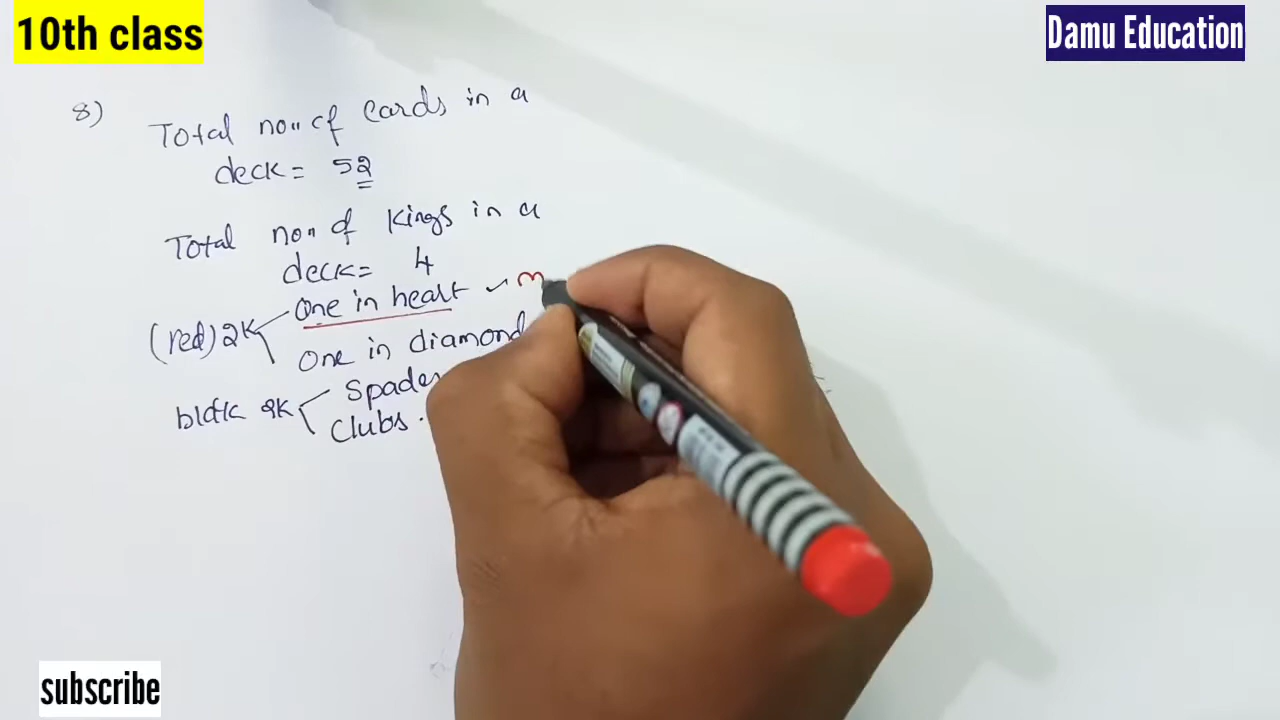 10th class
Damu Education
8)
Total no.. of cards in a
deck = 52
Total no.. of Kings in a
deck = 4
(red) 2K One in heart
One in diamond
black 2K Spades
Clubs.
subscribe